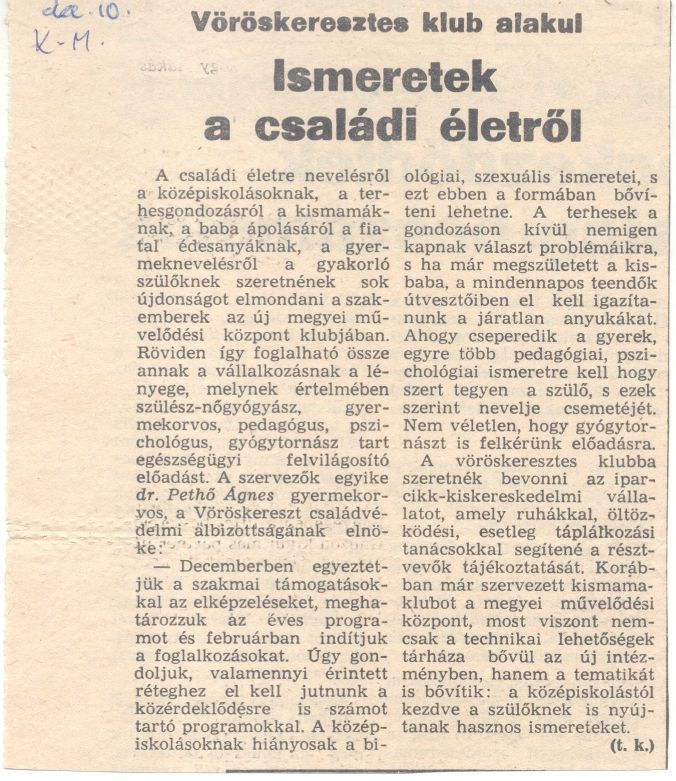 dec. 10.
K-M.
Vöröskeresztes klub alakul
Ismeretek
a családi életről
A családi életre nevelésről
a középiskolásoknak, a ter-
hesgondozásról a kismamák-
nak, a baba ápolásáról a fia-
tal édesanyáknak, a gyer-
meknevelésről a gyakorló
szülőknek szeretnének sok
újdonságot elmondani a szak-
emberek az új megyei mű-
velődési központ klubjában.
Röviden így foglalható össze
annak a vállalkozásnak a lé-
nyege, melynek értelmében
szülész-nőgyógyász, gyer-
mekorvos, pedagógus, pszi-
chológus, gyógytornász tart
egészségügyi felvilágosító
előadást. A szervezők egyike
dr. Pethő Ágnes gyermekor-
vos, a Vöröskereszt családvé-
delmi albizottságának elnö-
ke:
— Decemberben egyeztet-
jük a szakmai támogatások-
kal az elképzeléseket, megha-
tározzuk az éves progra-
mot és februárban indítjuk
a foglalkozásokat. Úgy gon-
doljuk, valamennyi érintett
réteghez el kell jutnunk a
közérdeklődésre is számot
tartó programokkal. A közép-
iskolásoknak hiányosak a bi-
ológiai, szexuális ismeretei, s
ezt ebben a formában bőví-
teni lehetne. A terhesek a
gondozáson kívül nemigen
kapnak választ problémáikra,
s ha már megszületett a kis-
baba, a mindennapos teendők
útvesztőiben el kell igazíta-
nunk a járatlan anyukákat.
Ahogy cseperedik a gyerek,
egyre több pedagógiai, pszi-
chológiai ismeretre kell hogy
szert tegyen a szülő, s ezek
szerint nevelje csemetéjét.
Nem véletlen, hogy gyógytor-
nászt is felkérünk előadásra.
A vöröskeresztes klubba
szeretnék bevonni az ipar-
cikk-kiskereskedelmi válla-
latot, amely ruhákkal, öltöz-
ködési, esetleg táplálkozási
tanácsokkal segítené a részt-
vevők tájékoztatását. Koráb-
ban már szervezett kismama-
klubot a megyei művelődési
központ, most viszont nem-
csak a technikai lehetőségek
tárháza bővül az új intéz-
ményben, hanem a tematikát
is bővítik: a középiskolástól
kezdve a szülőknek is nyúj-
tanak hasznos ismereteket.
(t. k.)